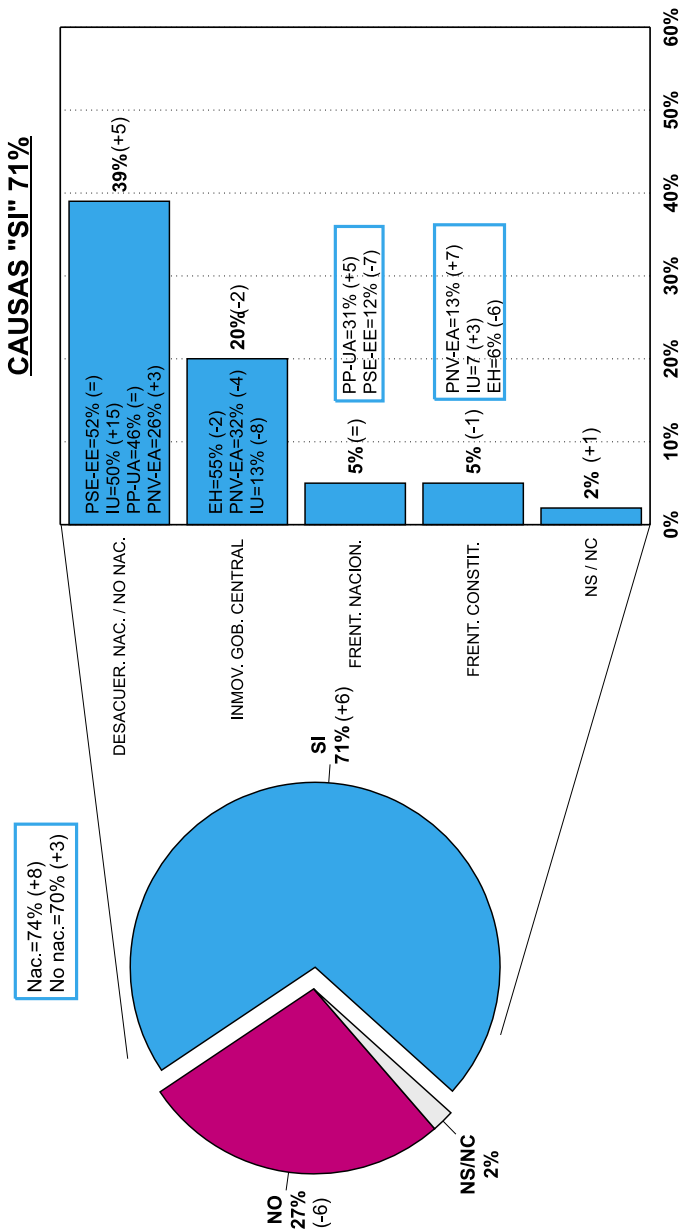 CAUSAS "SI" 71%
Nac.=74% (+8)
No nac.=70% (+3)
SI
71% (+6)
NO
27%
(-6)
NS/NC
2%
DESACUER. NAC. / NO NAC.
PSE-EE=52% (=)
IU=50% (+15)
PP-UA=46% (=)
PNV-EA=26% (+3)
39% (+5)
INMOV. GOB. CENTRAL
EH=55% (-2)
PNV-EA=32% (-4)
IU=13% (-8)
20%(-2)
FRENT. NACION.
5% (=)
PP-UA=31% (+5)
PSE-EE=12% (-7)
FRENT. CONSTIT.
5% (-1)
PNV-EA=13% (+7)
IU=7 (+3)
EH=6% (-6)
NS / NC
2% (+1)
0% 10% 20% 30% 40% 50% 60%